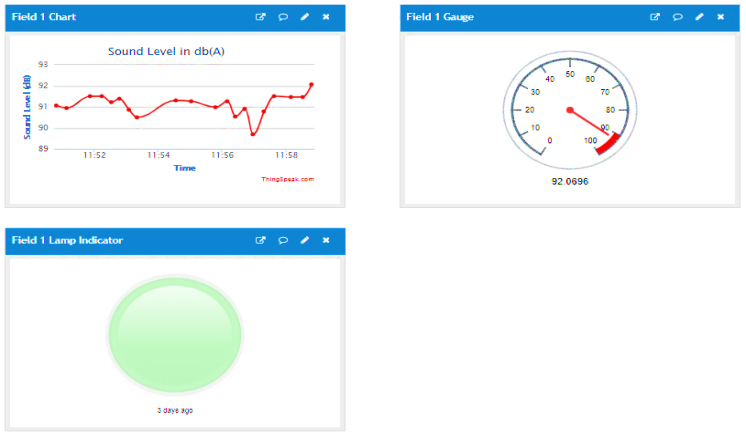 Field 1 Chart
Sound Level in db(A)
Sound Level (dB)
93
92
91
90
89
11:52 11:54 11:56 11:58
Time
ThingSpeak.com
Field 1 Gauge
0
10
20
30
40
50
60
70
80
90
100
92.0696
Field 1 Lamp Indicator
3 days ago